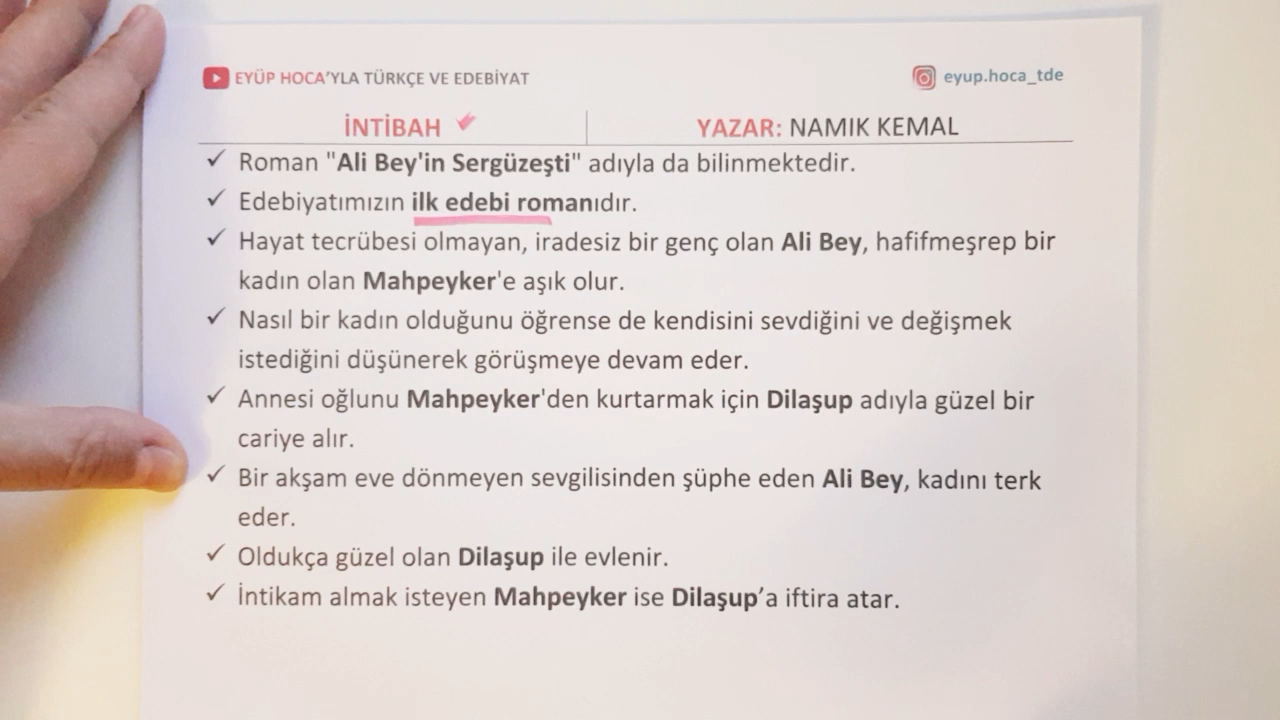 EYÜP HOCA'YLA TÜRKÇE VE EDEBİYAT
eyup.hoca_tde
İNTİBAH
YAZAR: NAMIK KEMAL
✓ Roman "Ali Bey'in Sergüzeşti" adıyla da bilinmektedir.
✓ Edebiyatımızın ilk edebi romanıdır.
✓ Hayat tecrübesi olmayan, iradesiz bir genç olan Ali Bey, hafifmeşrep bir
kadın olan Mahpeyker'e aşık olur.
✓ Nasıl bir kadın olduğunu öğrense de kendisini sevdiğini ve değişmek
istediğini düşünerek görüşmeye devam eder.
✓ Annesi oğlunu Mahpeyker'den kurtarmak için Dilaşup adıyla güzel bir
cariye alır.
✓ Bir akşam eve dönmeyen sevgilisinden şüphe eden Ali Bey, kadını terk
eder.
✓ Oldukça güzel olan Dilaşup ile evlenir.
✓ İntikam almak isteyen Mahpeyker ise Dilaşup’a iftira atar.